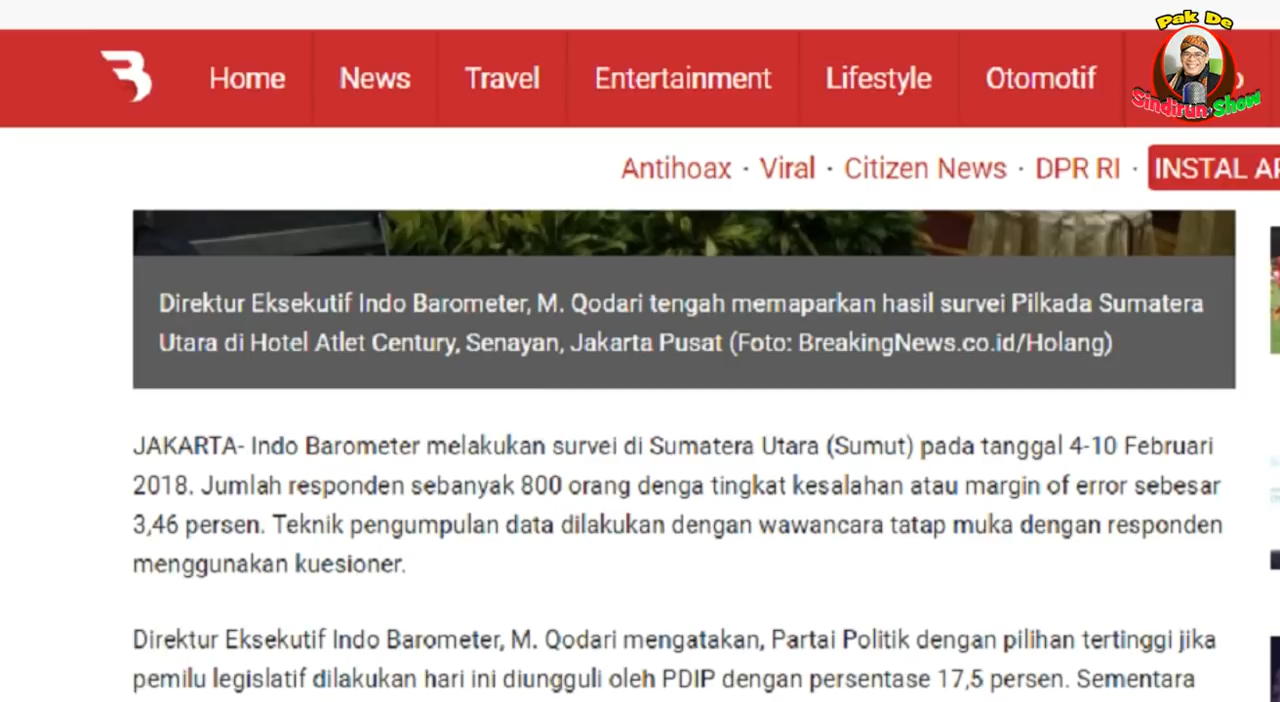 Pak De
Sindirun Show
Home News Travel Entertainment Lifestyle Otomotif
Antihoax · Viral · Citizen News · DPR RI · INSTAL
Direktur Eksekutif Indo Barometer, M. Qodari tengah memaparkan hasil survei Pilkada Sumatera
Utara di Hotel Atlet Century, Senayan, Jakarta Pusat (Foto: BreakingNews.co.id/Holang)
JAKARTA- Indo Barometer melakukan survei di Sumatera Utara (Sumut) pada tanggal 4-10 Februari
2018. Jumlah responden sebanyak 800 orang denga tingkat kesalahan atau margin of error sebesar
3,46 persen. Teknik pengumpulan data dilakukan dengan wawancara tatap muka dengan responden
menggunakan kuesioner.
Direktur Eksekutif Indo Barometer, M. Qodari mengatakan, Partai Politik dengan pilihan tertinggi jika
pemilu legislatif dilakukan hari ini diungguli oleh PDIP dengan persentase 17,5 persen. Sementara